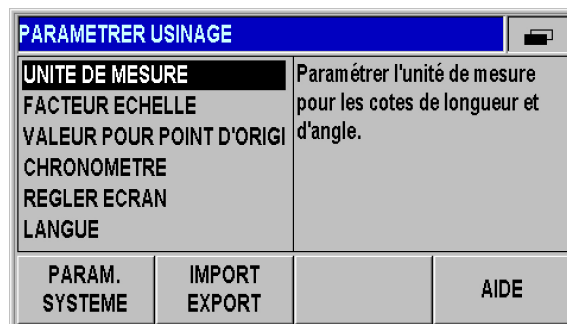 PARAMETRER USINAGE
UNITE DE MESURE
FACTEUR ECHELLE
VALEUR POUR POINT D'ORIGI
CHRONOMETRE
REGLER ECRAN
LANGUE
Paramétrer l'unité de mesure
pour les cotes de longueur et
d'angle.
PARAM.
SYSTEME
IMPORT
EXPORT
AIDE